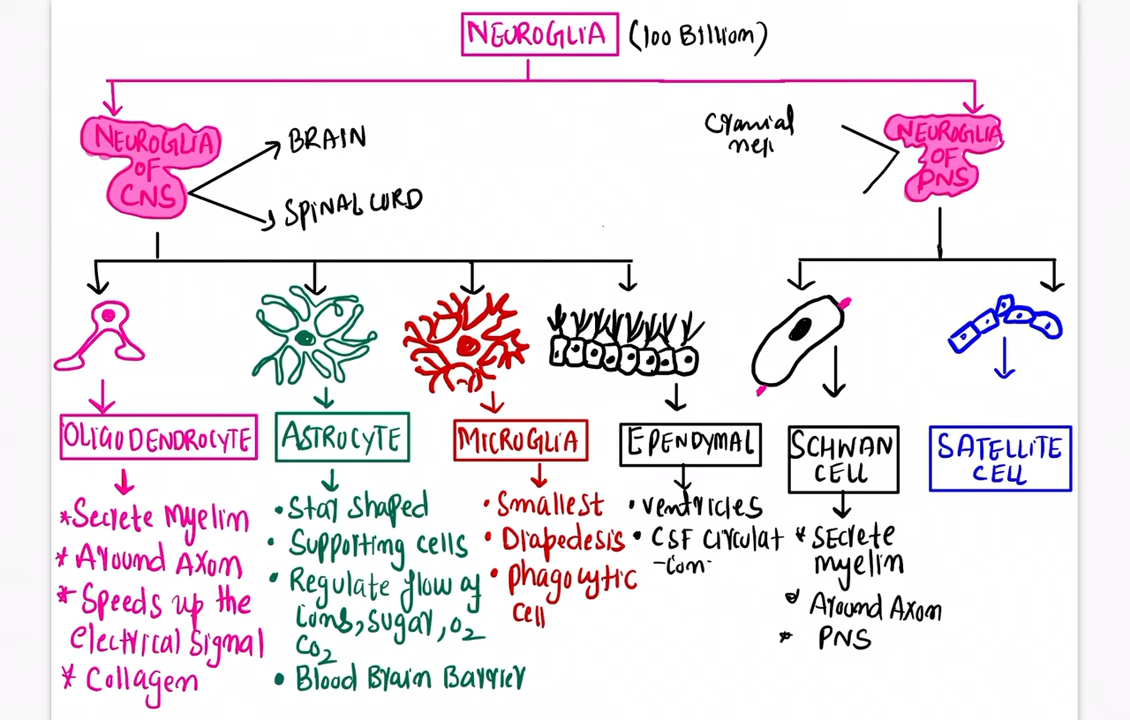 NEUROGLIA (100 Billion)
NEUROGLIA
OF
CNS
BRAIN
SPINAL CORD
Cranial
NEUROGLIA
OF
PNS
OLIGODENDROCYTE
ASTROCYTE
MICROGLIA
EPENDYMAL
SCHWAN
CELL
SATELLITE
CELL
* Secrete Myelin
* Around Axon
* Speeds up the
Electrical Signal
* Collagen
• Star shaped
• Supporting cells
• Regulate flow of
ions, sugar, O2
CO2
• Blood Brain Barrier
• Smallest
• Diapedesis
• Phagocytic
cell
• ventricles
• CSF circulat
-ion
* SEcrete
myelin
Around Axon
* PNS